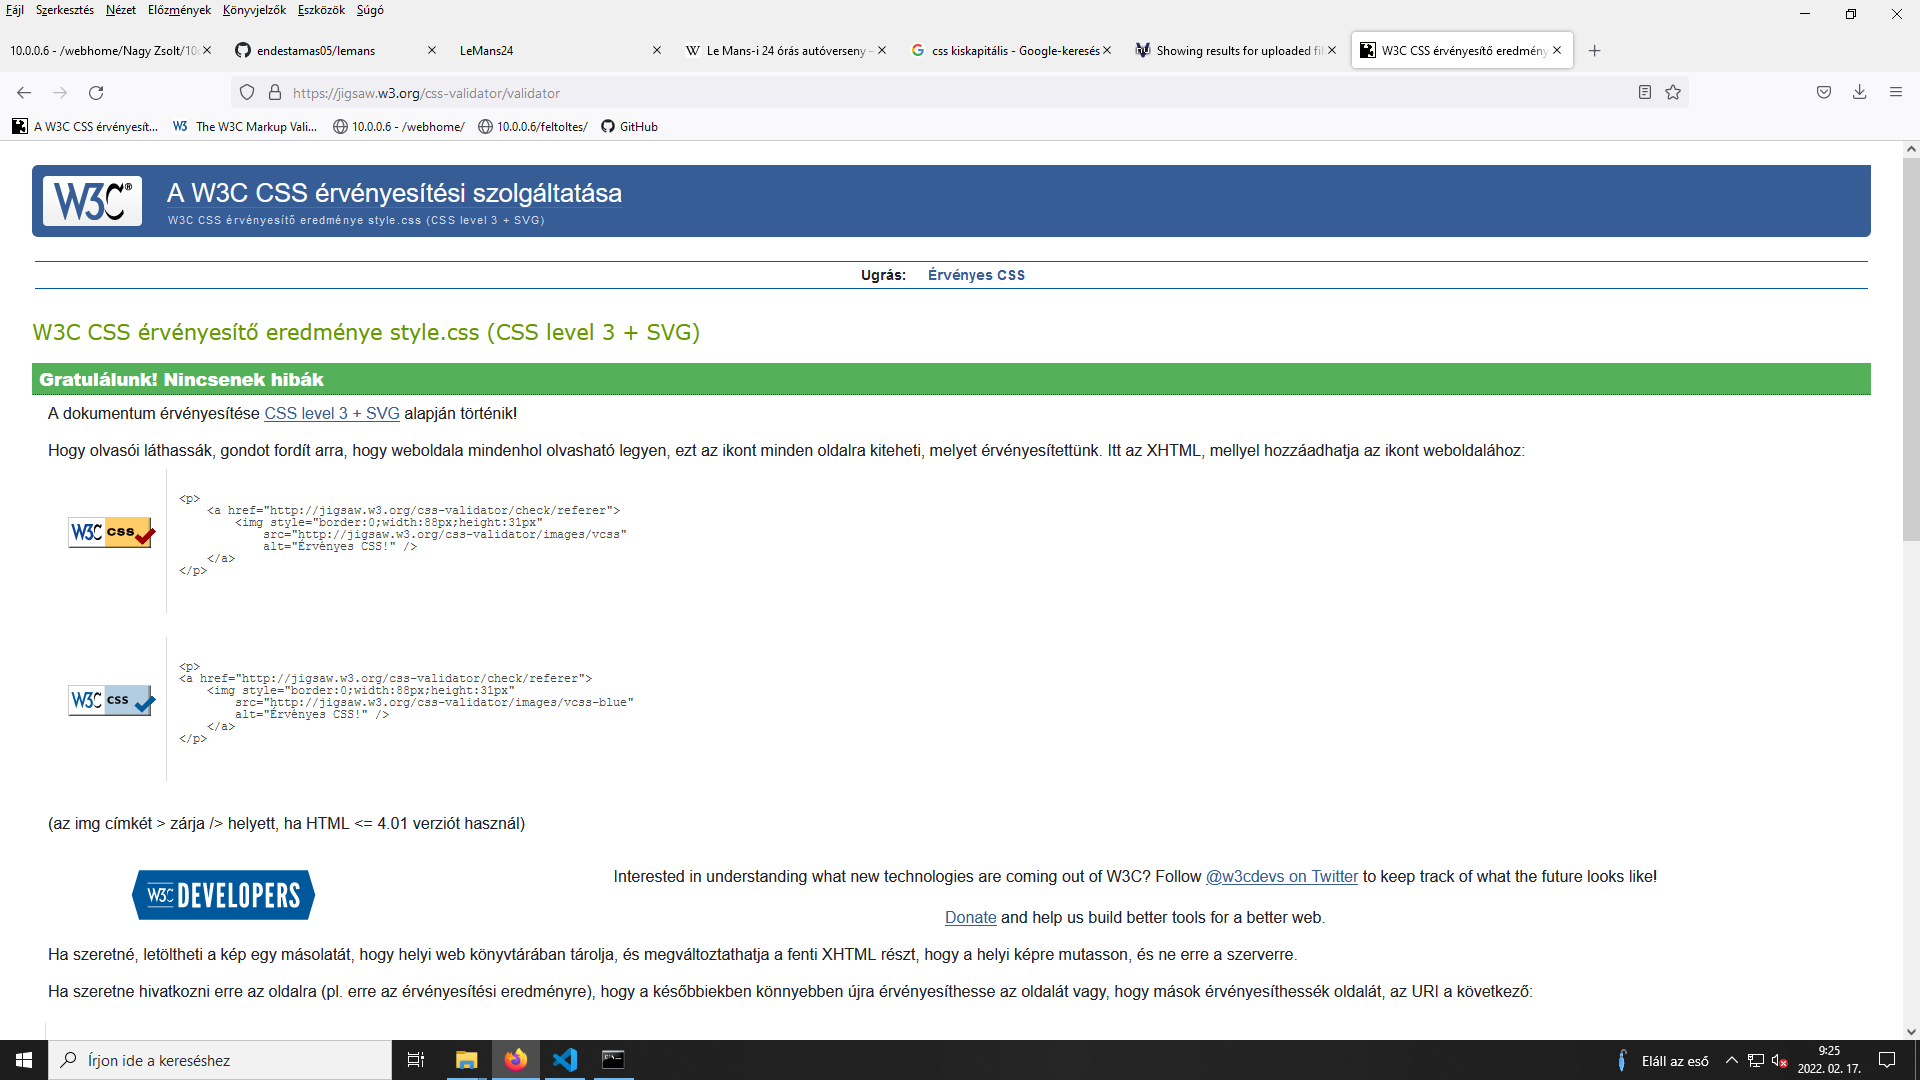 Fájl Szerkesztés Nézet Előzmények Könyvjelzők Eszközök Súgó
10.0.0.6 - /webhome/Nagy Zsolt/10
endestamas05/lemans
LeMans24
Le Mans-i 24 órás autóverseny –
css kiskapitális - Google-keresés
Showing results for uploaded fil
W3C CSS érvényesítő eredmény
https://jigsaw.w3.org/css-validator/validator
A W3C CSS érvényesít...
The W3C Markup Vali...
10.0.0.6 - /webhome/
10.0.0.6/feltoltes/
GitHub
W3C®
A W3C CSS érvényesítési szolgáltatása
W3C CSS érvényesítő eredménye style.css (CSS level 3 + SVG)
Ugrás: Érvényes CSS
W3C CSS érvényesítő eredménye style.css (CSS level 3 + SVG)
Gratulálunk! Nincsenek hibák
A dokumentum érvényesítése CSS level 3 + SVG alapján történik!
Hogy olvasói láthassák, gondot fordít arra, hogy weboldala mindenhol olvasható legyen, ezt az ikont minden oldalra kiteheti, melyet érvényesítettünk. Itt az XHTML, mellyel hozzáadhatja az ikont weboldalához:
W3C css
<p>
<a href="http://jigsaw.w3.org/css-validator/check/referer">
<img style="border:0;width:88px;height:31px"
src="http://jigsaw.w3.org/css-validator/images/vcss"
alt="Érvényes CSS!" />
</a>
</p>
W3C css
<p>
<a href="http://jigsaw.w3.org/css-validator/check/referer">
<img style="border:0;width:88px;height:31px"
src="http://jigsaw.w3.org/css-validator/images/vcss-blue"
alt="Érvényes CSS!" />
</a>
</p>
(az img címkét > zárja /> helyett, ha HTML <= 4.01 verziót használ)
W3C DEVELOPERS
Interested in understanding what new technologies are coming out of W3C? Follow @w3cdevs on Twitter to keep track of what the future looks like!
Donate and help us build better tools for a better web.
Ha szeretné, letöltheti a kép egy másolatát, hogy helyi web könyvtárában tárolja, és megváltoztathatja a fenti XHTML részt, hogy a helyi képre mutasson, és ne erre a szerverre.
Ha szeretne hivatkozni erre az oldalra (pl. erre az érvényesítési eredményre), hogy a későbbiekben könnyebben újra érvényesíthesse az oldalát vagy, hogy mások érvényesíthessék oldalát, az URI a következő:
Írjon ide a kereséshez
Eláll az eső
9:25
2022. 02. 17.